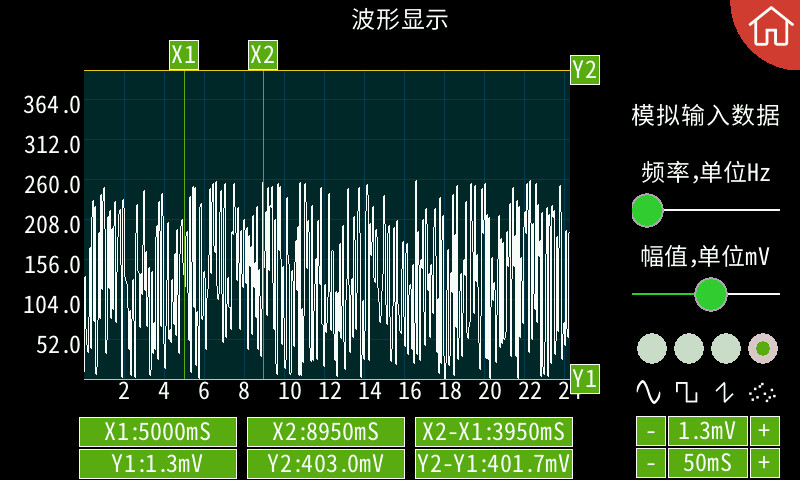 波形显示
X1
X2
Y2
364.0
312.0
260.0
208.0
156.0
104.0
52.0
2 4 6 8 10 12 14 16 18 20 22 24
Y1
模拟输入数据
频率,单位Hz
幅值,单位mV
- 1.3mV +
- 50mS +
X1:5000mS X2:8950mS X2-X1:3950mS
Y1:1.3mV Y2:403.0mV Y2-Y1:401.7mV